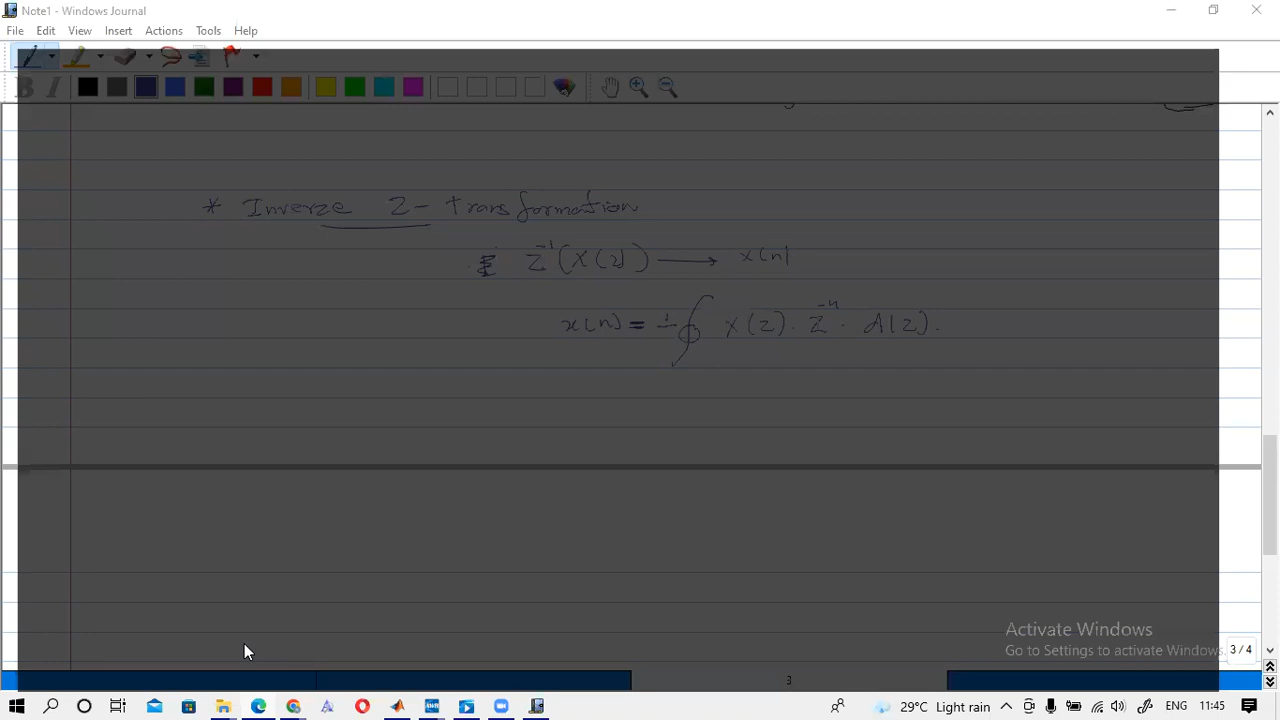 Note1 - Windows Journal
File Edit View Insert Actions Tools Help
B I
* Inverze Z- transformation
Z⁻¹(X(z)) ⟶ x(n)
x(n) = ∮ X(z). Z⁻ⁿ. d(z).
Activate Windows
Go to Settings to activate Windows.
3 / 4
3
29°C Light rain ENG 11:45